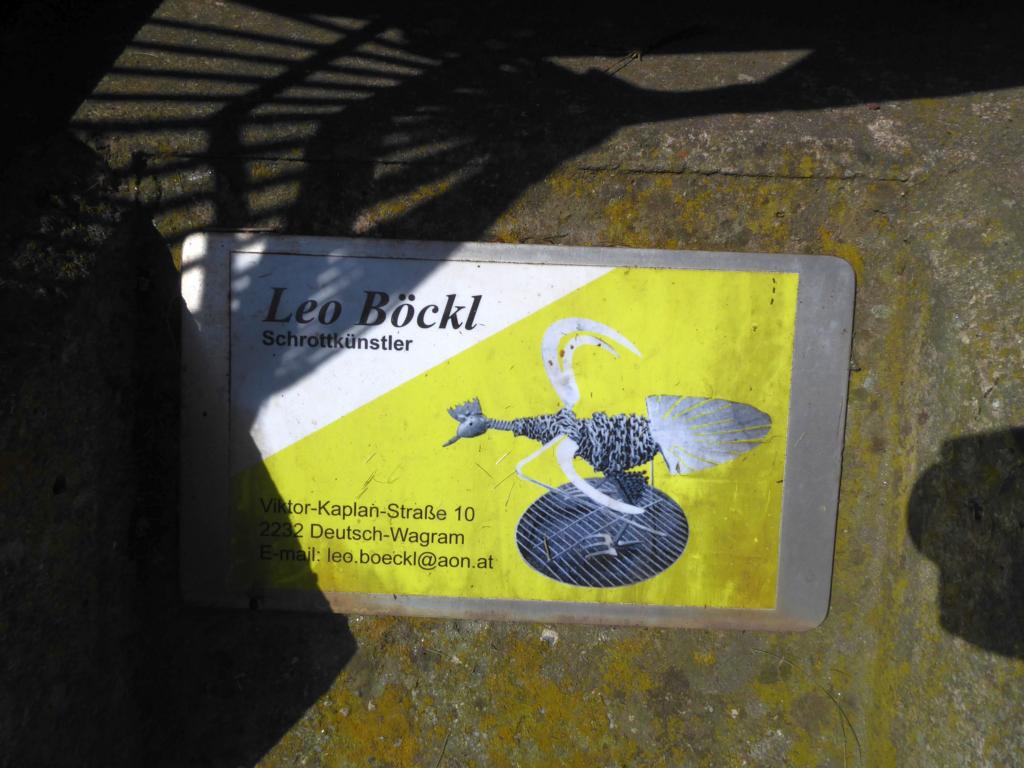 Leo Böckl
Schrottkünstler
Viktor-Kaplan-Straße 10
2232 Deutsch-Wagram
E-mail: leo.boeckl@aon.at